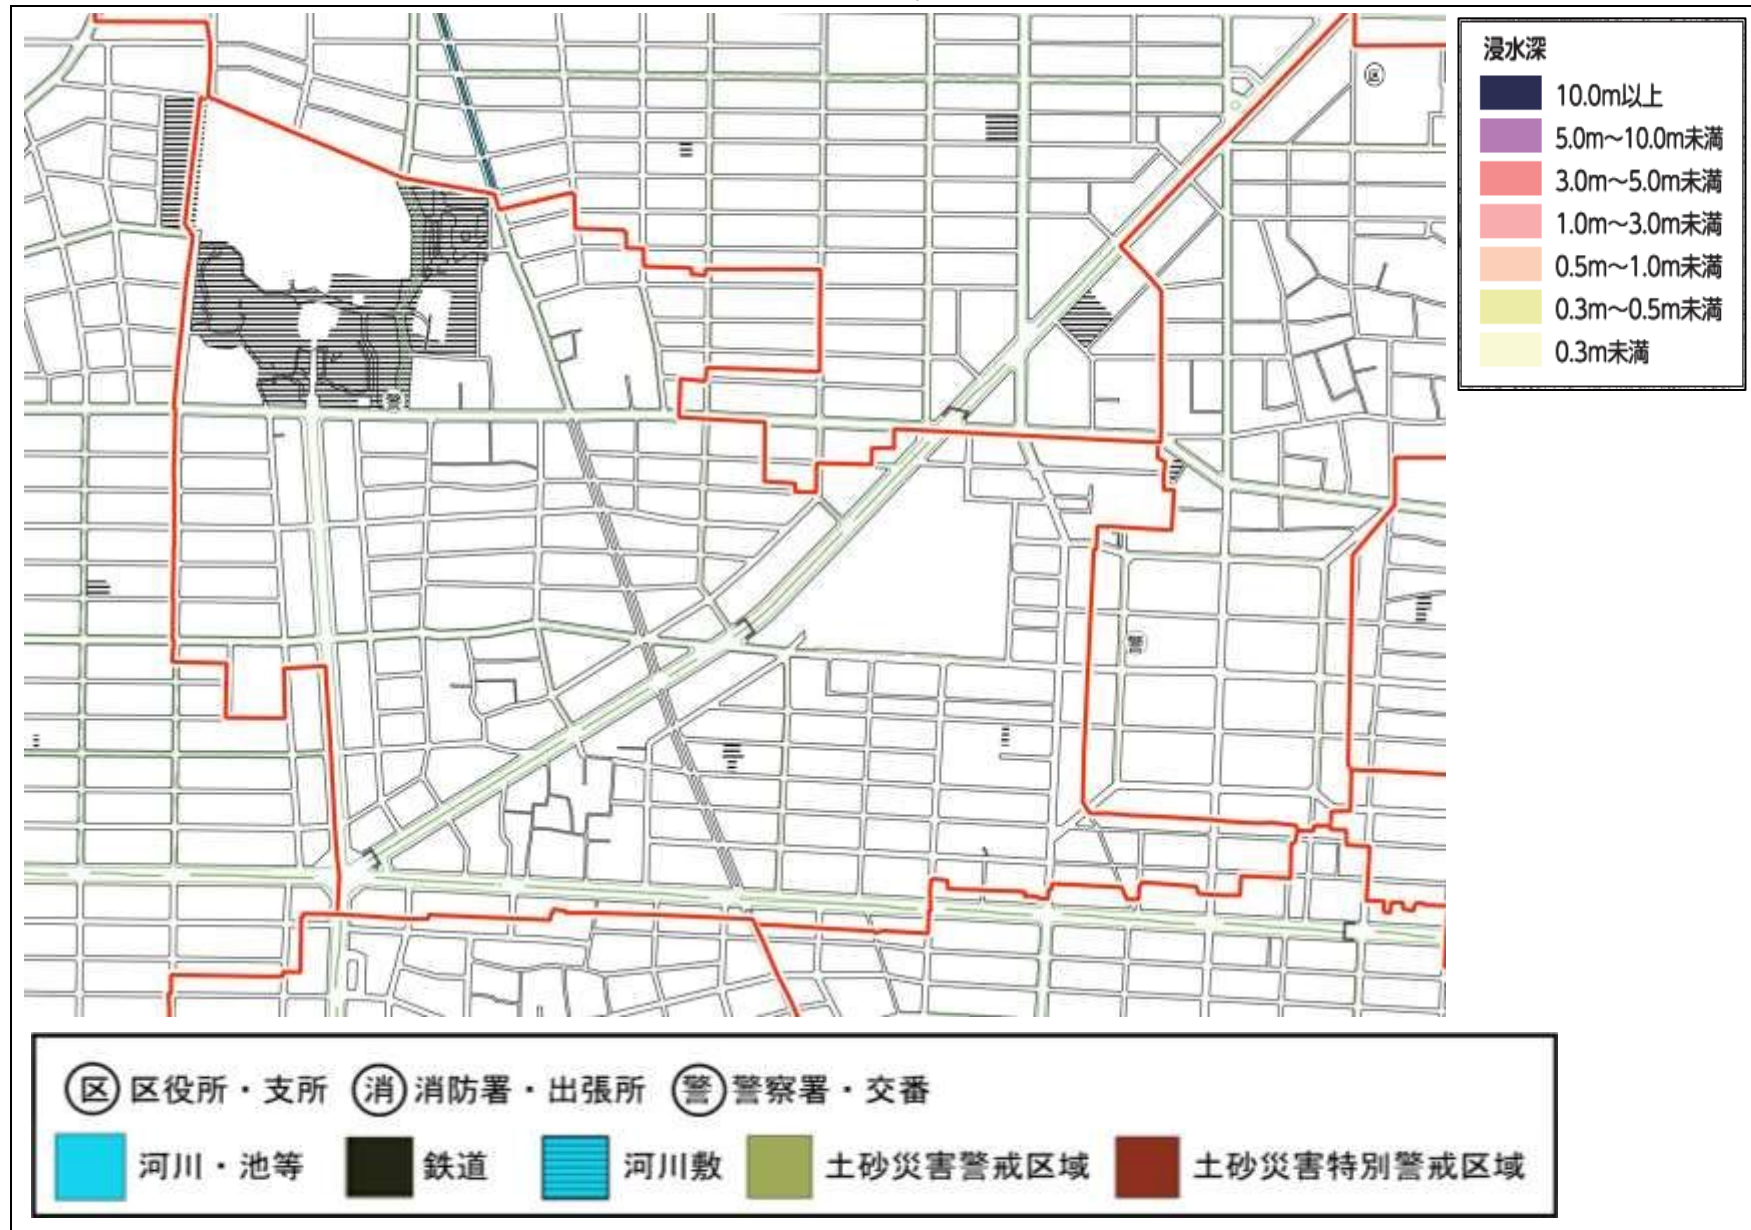 浸水深
10.0m以上
5.0m～10.0m未満
3.0m～5.0m未満
1.0m～3.0m未満
0.5m～1.0m未満
0.3m～0.5m未満
0.3m未満
区
警
警
区 区役所・支所 消 消防署・出張所 警 警察署・交番
河川・池等 鉄道 河川敷 土砂災害警戒区域 土砂災害特別警戒区域